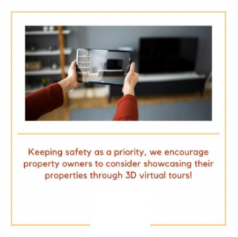 Keeping safety as a priority, we encourage
property owners to consider showcasing their
properties through 3D virtual tours!